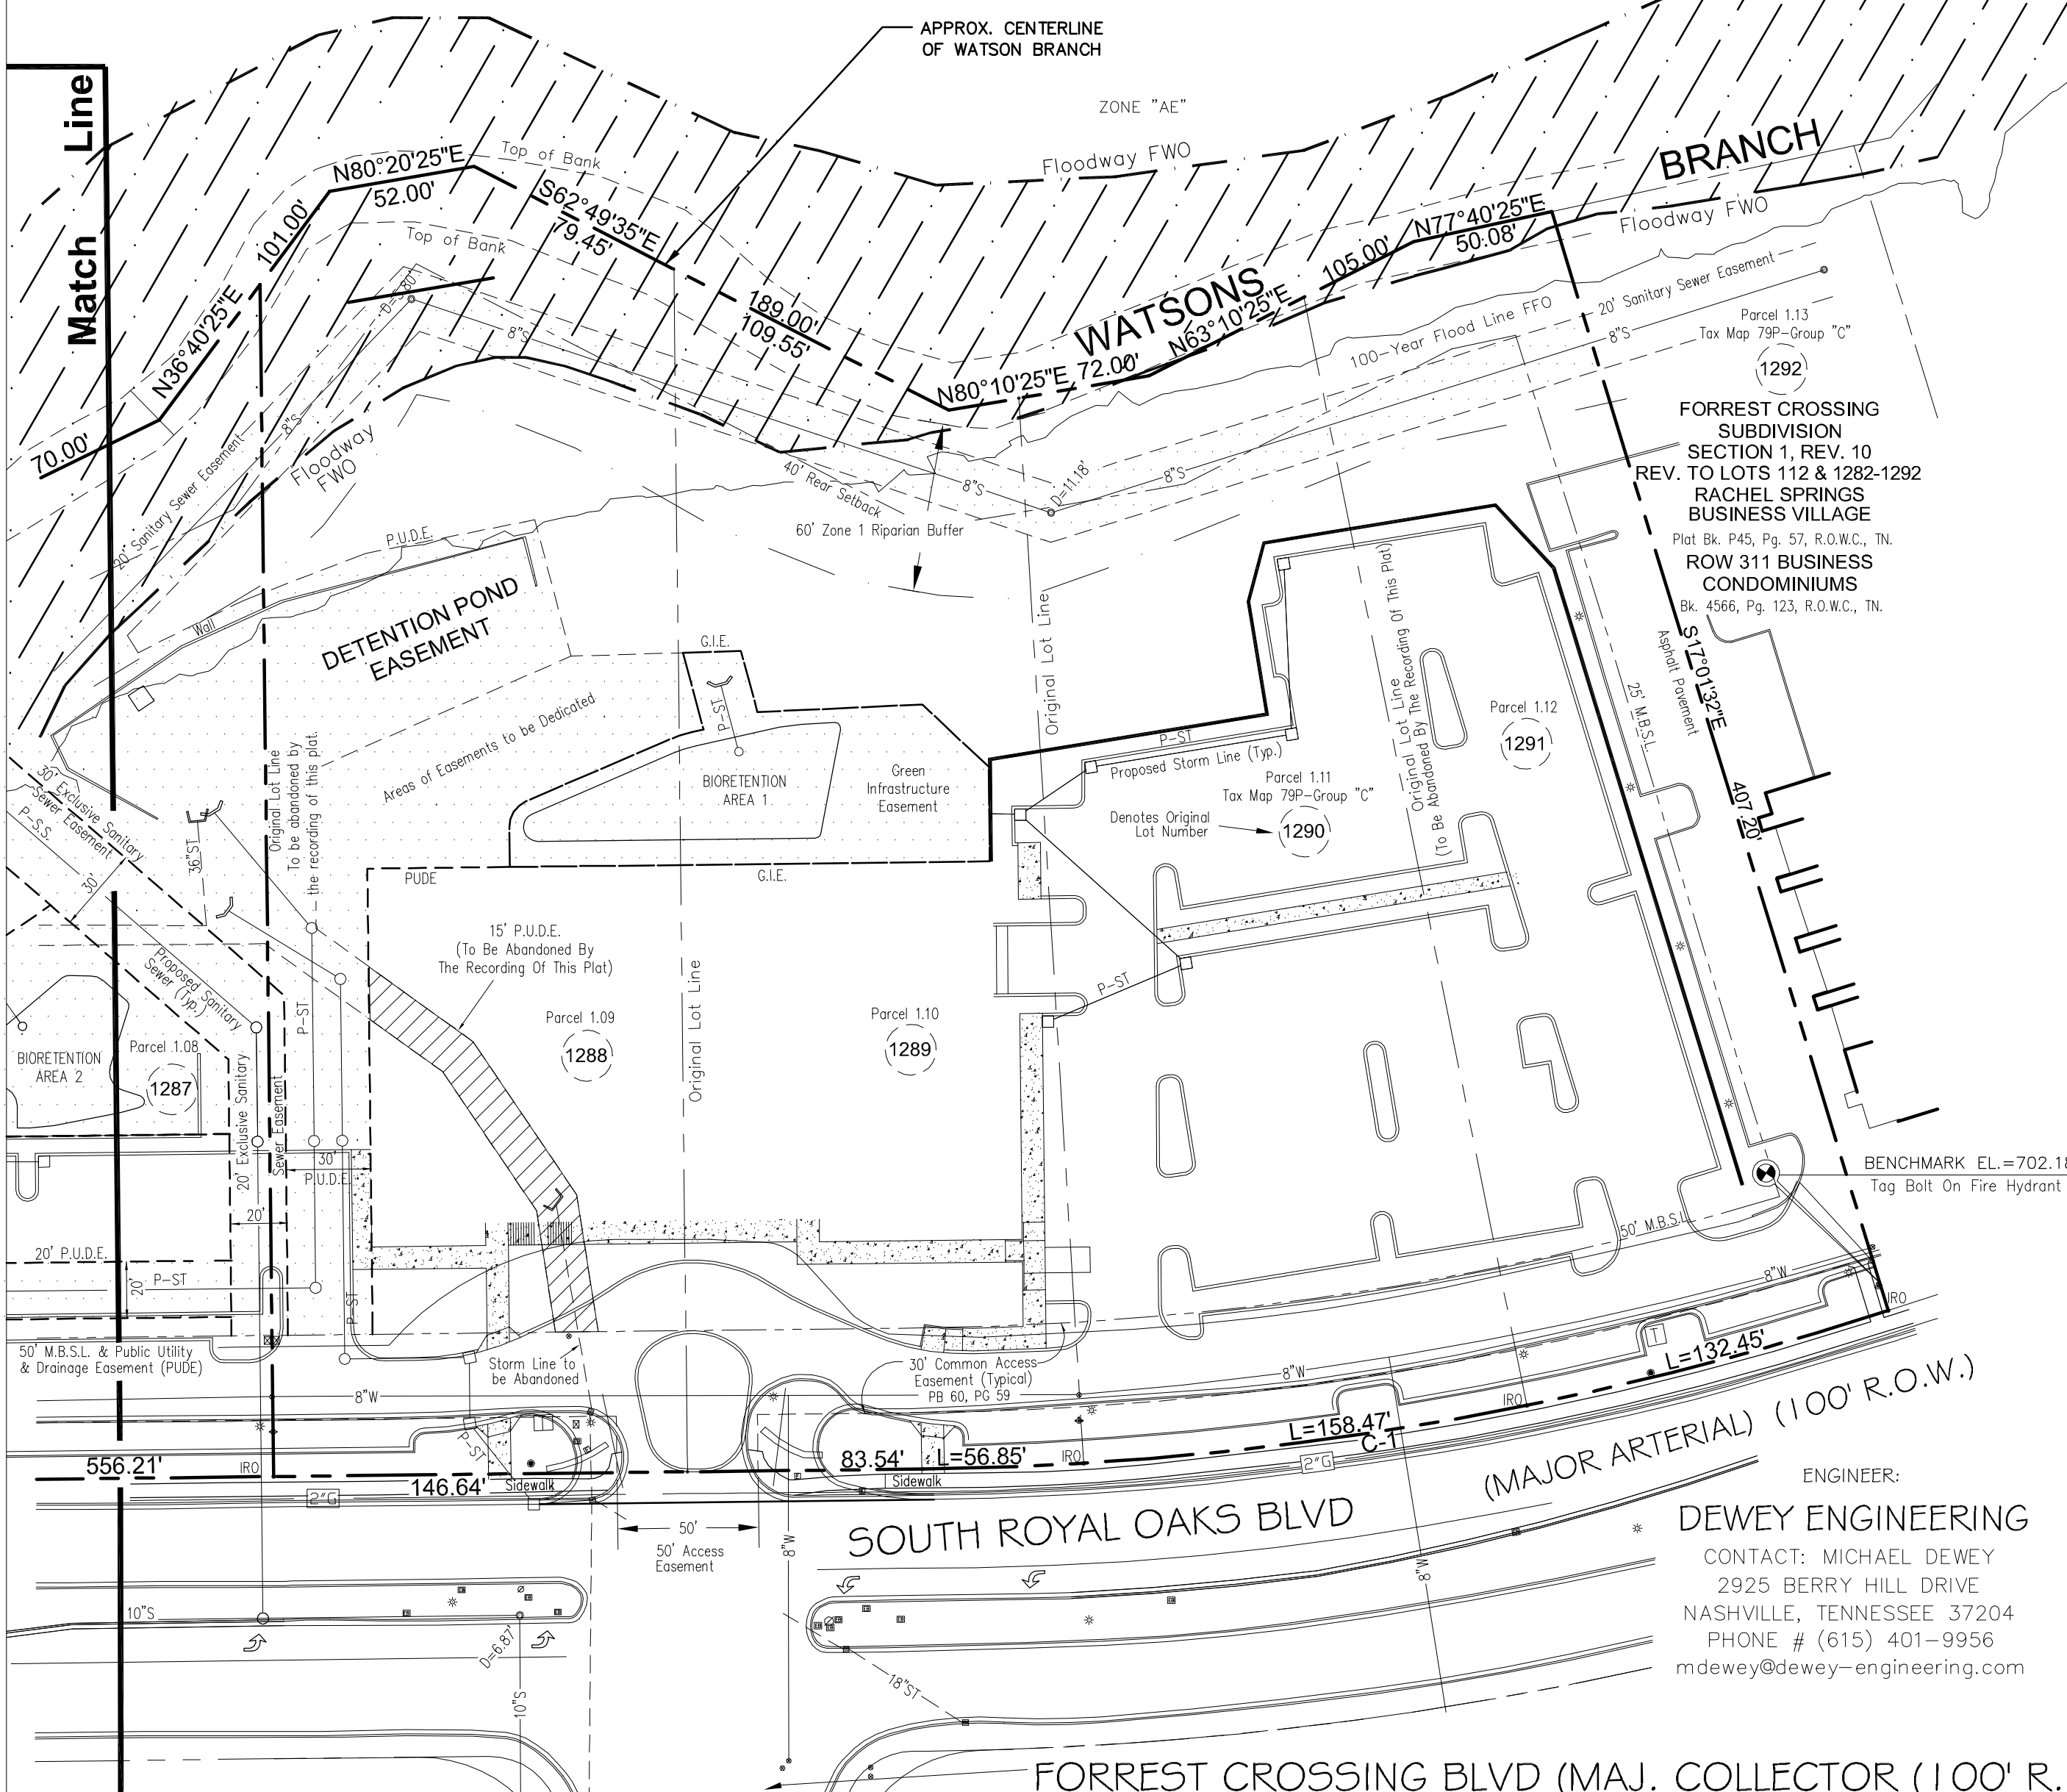 APPROX. CENTERLINE
OF WATSON BRANCH
Match Line
ZONE "AE"
Floodway FWO
BRANCH
Floodway FWO
WATSONS
N80°20'25"E
52.00'
Top of Bank
S62°49'35"E
79.45'
Top of Bank
101.00'
N36°40'25"E
70.00'
8"S
8"S
189.00'
109.55'
N80°10'25"E 72.00'
N63°10'25"E
105.00'
N77°40'25"E
50.08'
100-Year Flood Line FFO
20' Sanitary Sewer Easement
8"S
Parcel 1.13
Tax Map 79P-Group "C"
1292
FORREST CROSSING
SUBDIVISION
SECTION 1, REV. 10
REV. TO LOTS 112 & 1282-1292
RACHEL SPRINGS
BUSINESS VILLAGE
Plat Bk. P45, Pg. 57, R.O.W.C., TN.
ROW 311 BUSINESS
CONDOMINIUMS
Bk. 4566, Pg. 123, R.O.W.C., TN.
20' Sanitary Sewer Easement
Floodway
FWO
40' Rear Setback
8"S
D=11.18'
8"S
60' Zone 1 Riparian Buffer
P.U.D.E.
Wall
DETENTION POND
EASEMENT
Areas of Easements to be Dedicated
G.I.E.
P-ST
BIORETENTION
AREA 1
Green
Infrastructure
Easement
Original Lot Line
P-ST
Proposed Storm Line (Typ.)
Parcel 1.11
Tax Map 79P-Group "C"
Denotes Original
Lot Number
1290
Original Lot Line
(To Be Abandoned By The Recording Of This Plat)
Parcel 1.12
1291
25' M.B.S.L.
Asphalt Pavement
S17°01'32"E
407.20'
30' Exclusive Sanitary
Sewer Easement
P-S.S.
30'
36"ST
Original Lot Line
To be abandoned by
the recording of this plat.
PUDE
G.I.E.
15' P.U.D.E.
(To Be Abandoned By
The Recording Of This Plat)
Proposed Sanitary
Sewer (Typ.)
P-ST
Original Lot Line
P-ST
Parcel 1.09
1288
Parcel 1.10
1289
BIORETENTION
AREA 2
Parcel 1.08
1287
20' Exclusive Sanitary
Sewer Easement
30'
P.U.D.E.
20'
20' P.U.D.E.
20'
P-ST
P-ST
BENCHMARK EL.=702.18
Tag Bolt On Fire Hydrant
50' M.B.S.L.
8"W
IRO
50' M.B.S.L. & Public Utility
& Drainage Easement (PUDE)
Storm Line to
be Abandoned
30' Common Access
Easement (Typical)
PB 60, PG 59
8"W
8"W
T
L=132.45'
IRO
P-ST
556.21'
IRO
146.64'
Sidewalk
83.54'
L=56.85'
Sidewalk
IRO
L=158.47'
C-1
2"G
2"G
50'
50' Access
Easement
8"W
SOUTH ROYAL OAKS BLVD
(MAJOR ARTERIAL) (100' R.O.W.)
8"W
10"S
D=6.87'
10"S
18"ST
ENGINEER:
DEWEY ENGINEERING
CONTACT: MICHAEL DEWEY
2925 BERRY HILL DRIVE
NASHVILLE, TENNESSEE 37204
PHONE # (615) 401-9956
mdewey@dewey-engineering.com
FORREST CROSSING BLVD (MAJ. COLLECTOR (100' R.